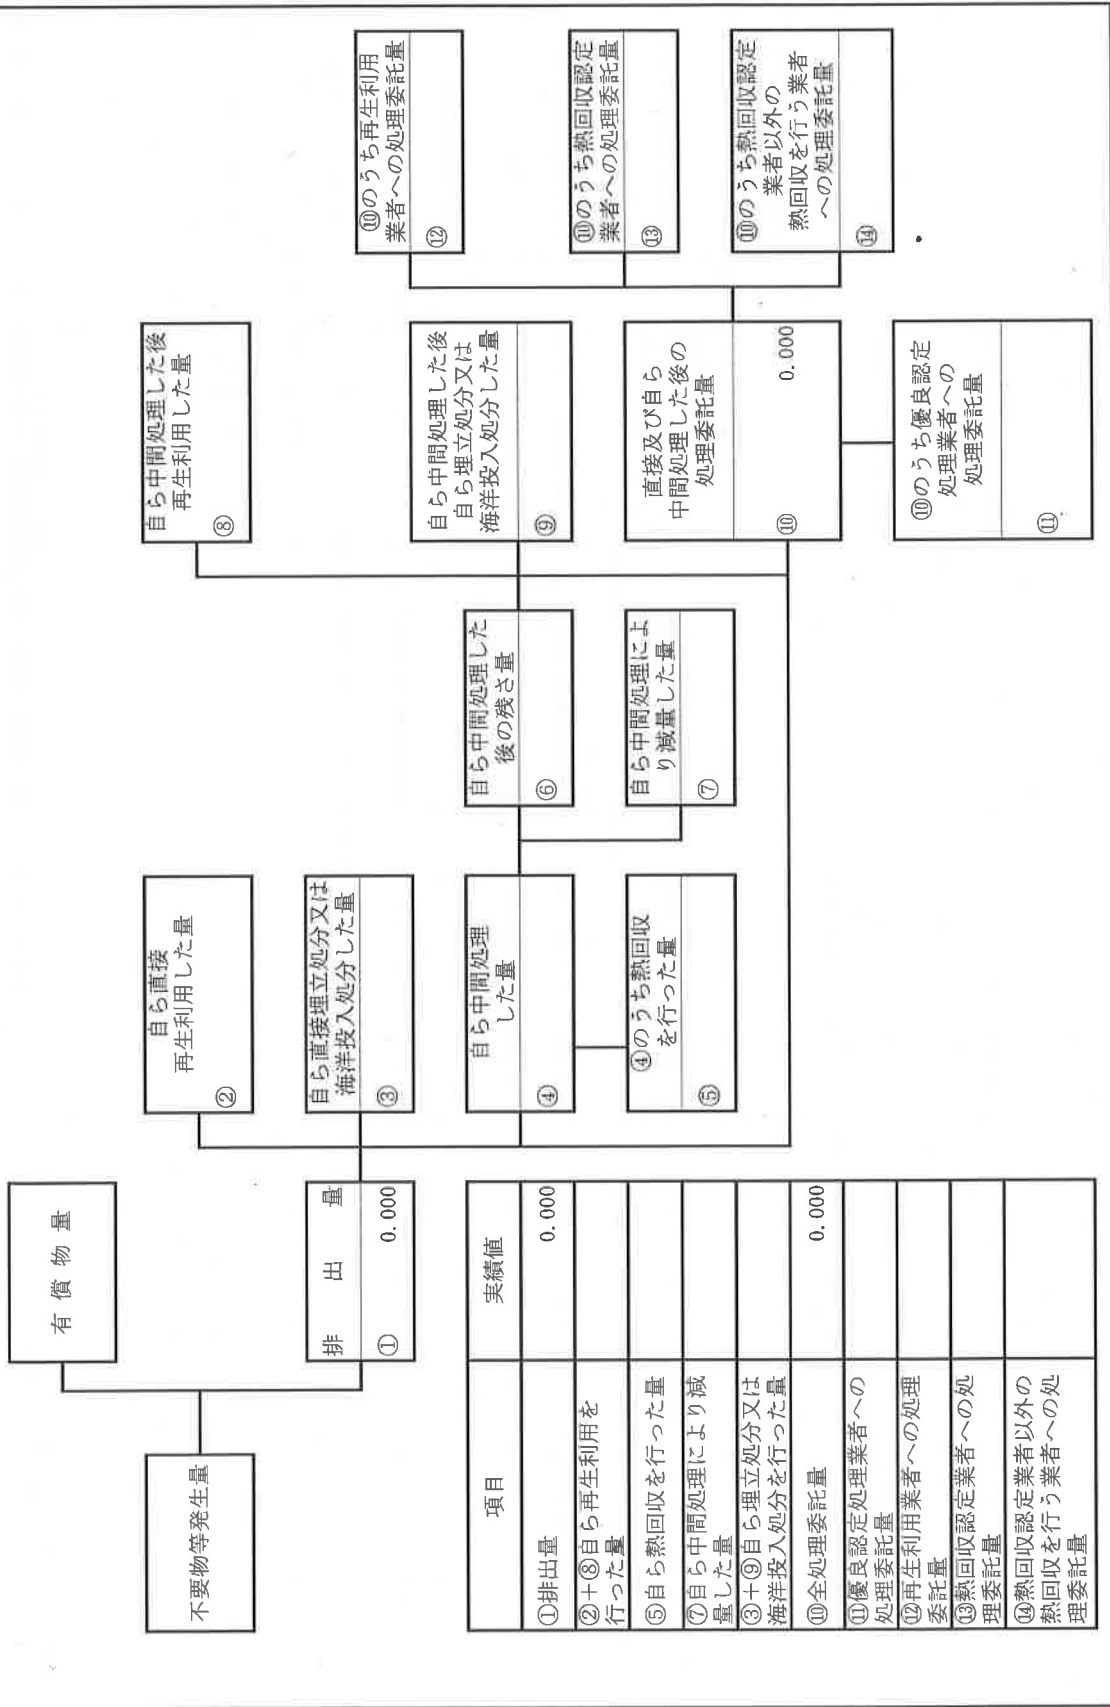 有償物量
不要物等発生量
排出量
① 0.000
自ら直接
再生利用した量
②
自ら直接埋立処分又は
海洋投入処分した量
③
自ら中間処理
した量
④
④のうち熱回収
を行った量
⑤
自ら中間処理した
後の残さ量
⑥
自ら中間処理によ
り減量した量
⑦
自ら中間処理した後
再生利用した量
⑧
自ら中間処理した後
自ら埋立処分又は
海洋投入処分した量
⑨
直接及び自ら
中間処理した後の
処理委託量
⑩ 0.000
⑩のうち優良認定
処理業者への
処理委託量
⑪
⑩のうち再生利用
業者への処理委託量
⑫
⑩のうち熱回収認定
業者への処理委託量
⑬
⑩のうち熱回収認定
業者以外の
熱回収を行う業者
への処理委託量
⑭
項目 実績値
①排出量 0.000
②+⑧自ら再生利用を
行った量
⑤自ら熱回収を行った量
⑦自ら中間処理により減
量した量
③+⑨自ら埋立処分又は
海洋投入処分を行った量
⑩全処理委託量 0.000
⑪優良認定処理業者への
処理委託量
⑫再生利用業者への処理
委託量
⑬熱回収認定業者への処
理委託量
⑭熱回収認定業者以外の
熱回収を行う業者への処
理委託量